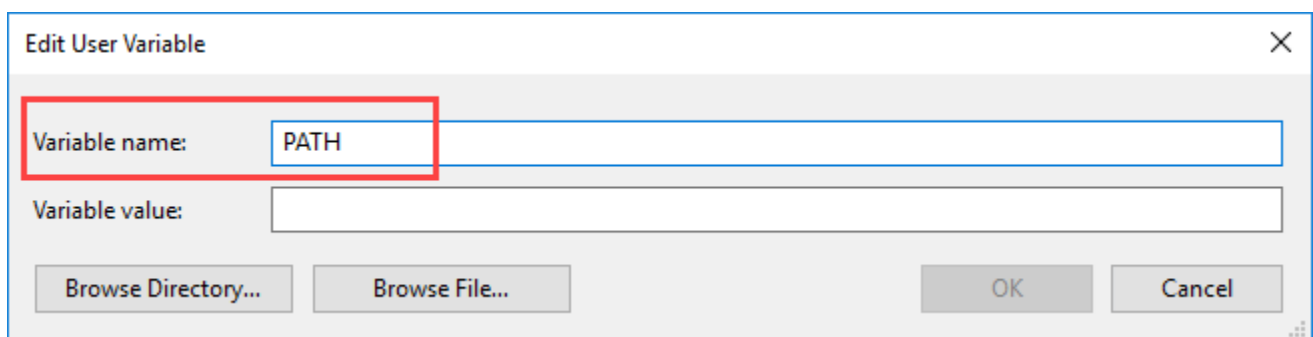 Edit User Variable
Variable name: PATH
Variable value:
Browse Directory... Browse File... OK Cancel